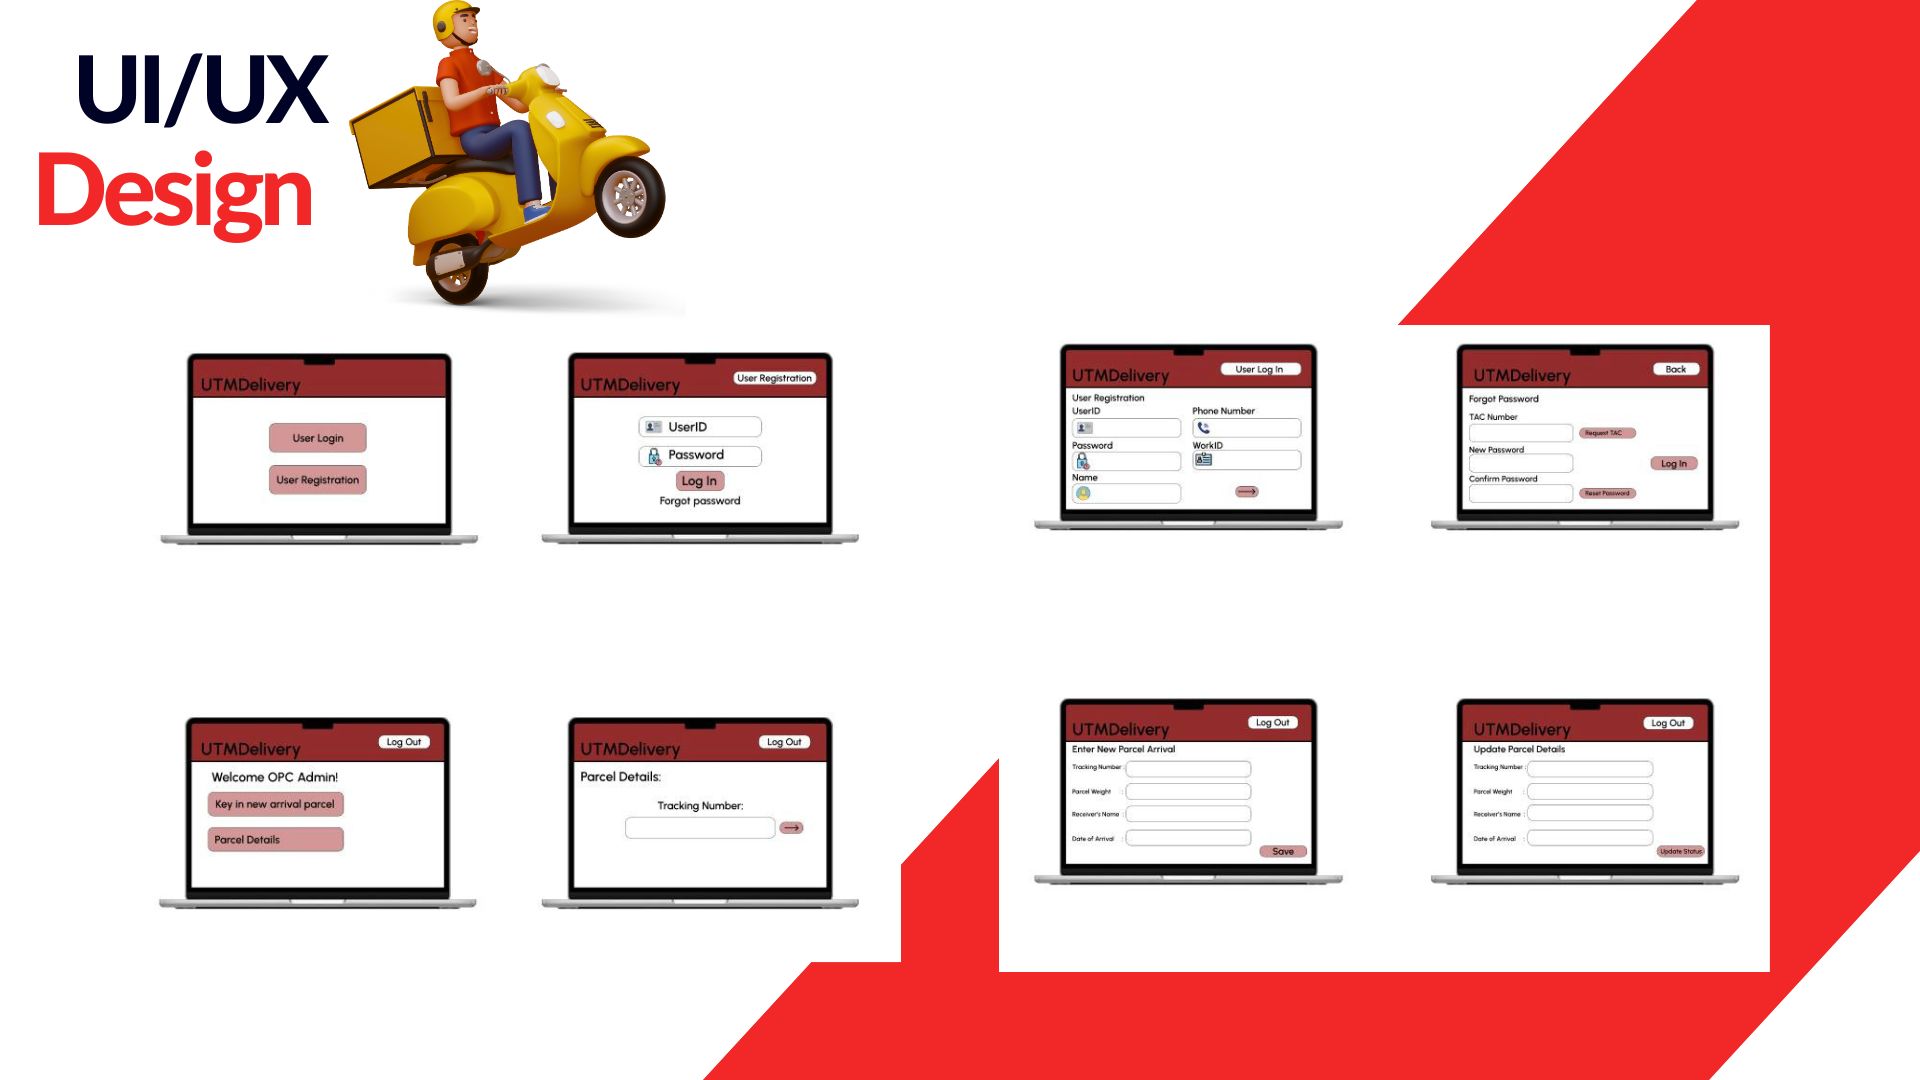 UI/UX
Design
UTMDelivery
User Login
User Registration
UTMDelivery
User Registration
UserID
Password
Log In
Forgot password
UTMDelivery
User Log In
User Registration
UserID
Phone Number
Password
WorkID
Name
UTMDelivery
Back
Forgot Password
TAC Number
Request TAC
New Password
Log In
Confirm Password
Reset Password
UTMDelivery
Log Out
Welcome OPC Admin!
Key in new arrival parcel
Parcel Details
UTMDelivery
Log Out
Parcel Details:
Tracking Number:
UTMDelivery
Log Out
Enter New Parcel Arrival
Tracking Number :
Parcel Weight :
Receiver's Name :
Date of Arrival :
Save
UTMDelivery
Log Out
Update Parcel Details
Tracking Number :
Parcel Weight :
Receiver's Name :
Date of Arrival :
Update Status